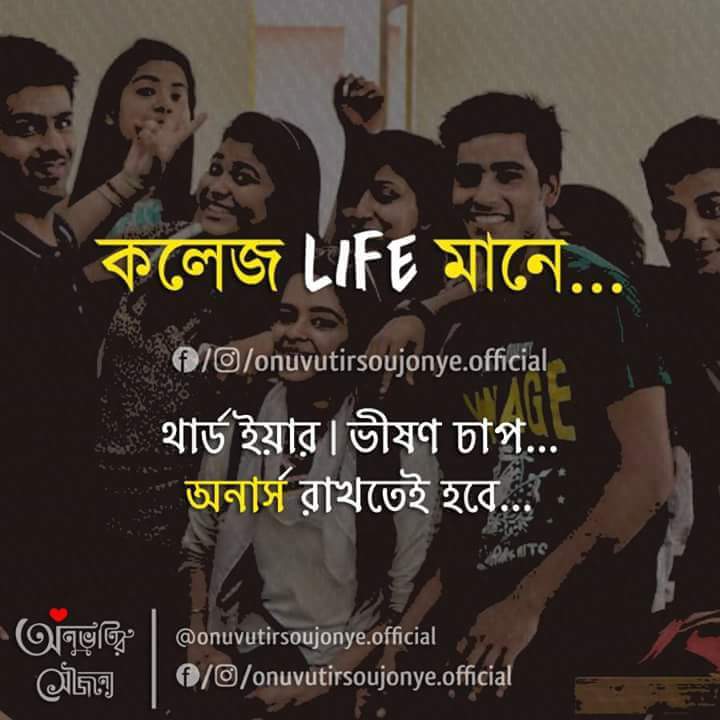 কলেজ LIFE মানে...
/onuvutirsoujonye.official
থার্ড ইয়ার। ভীষণ চাপ...
অনার্স রাখতেই হবে...
অনুভূতির
সৌজন্যে
@onuvutirsoujonye.official
/onuvutirsoujonye.official